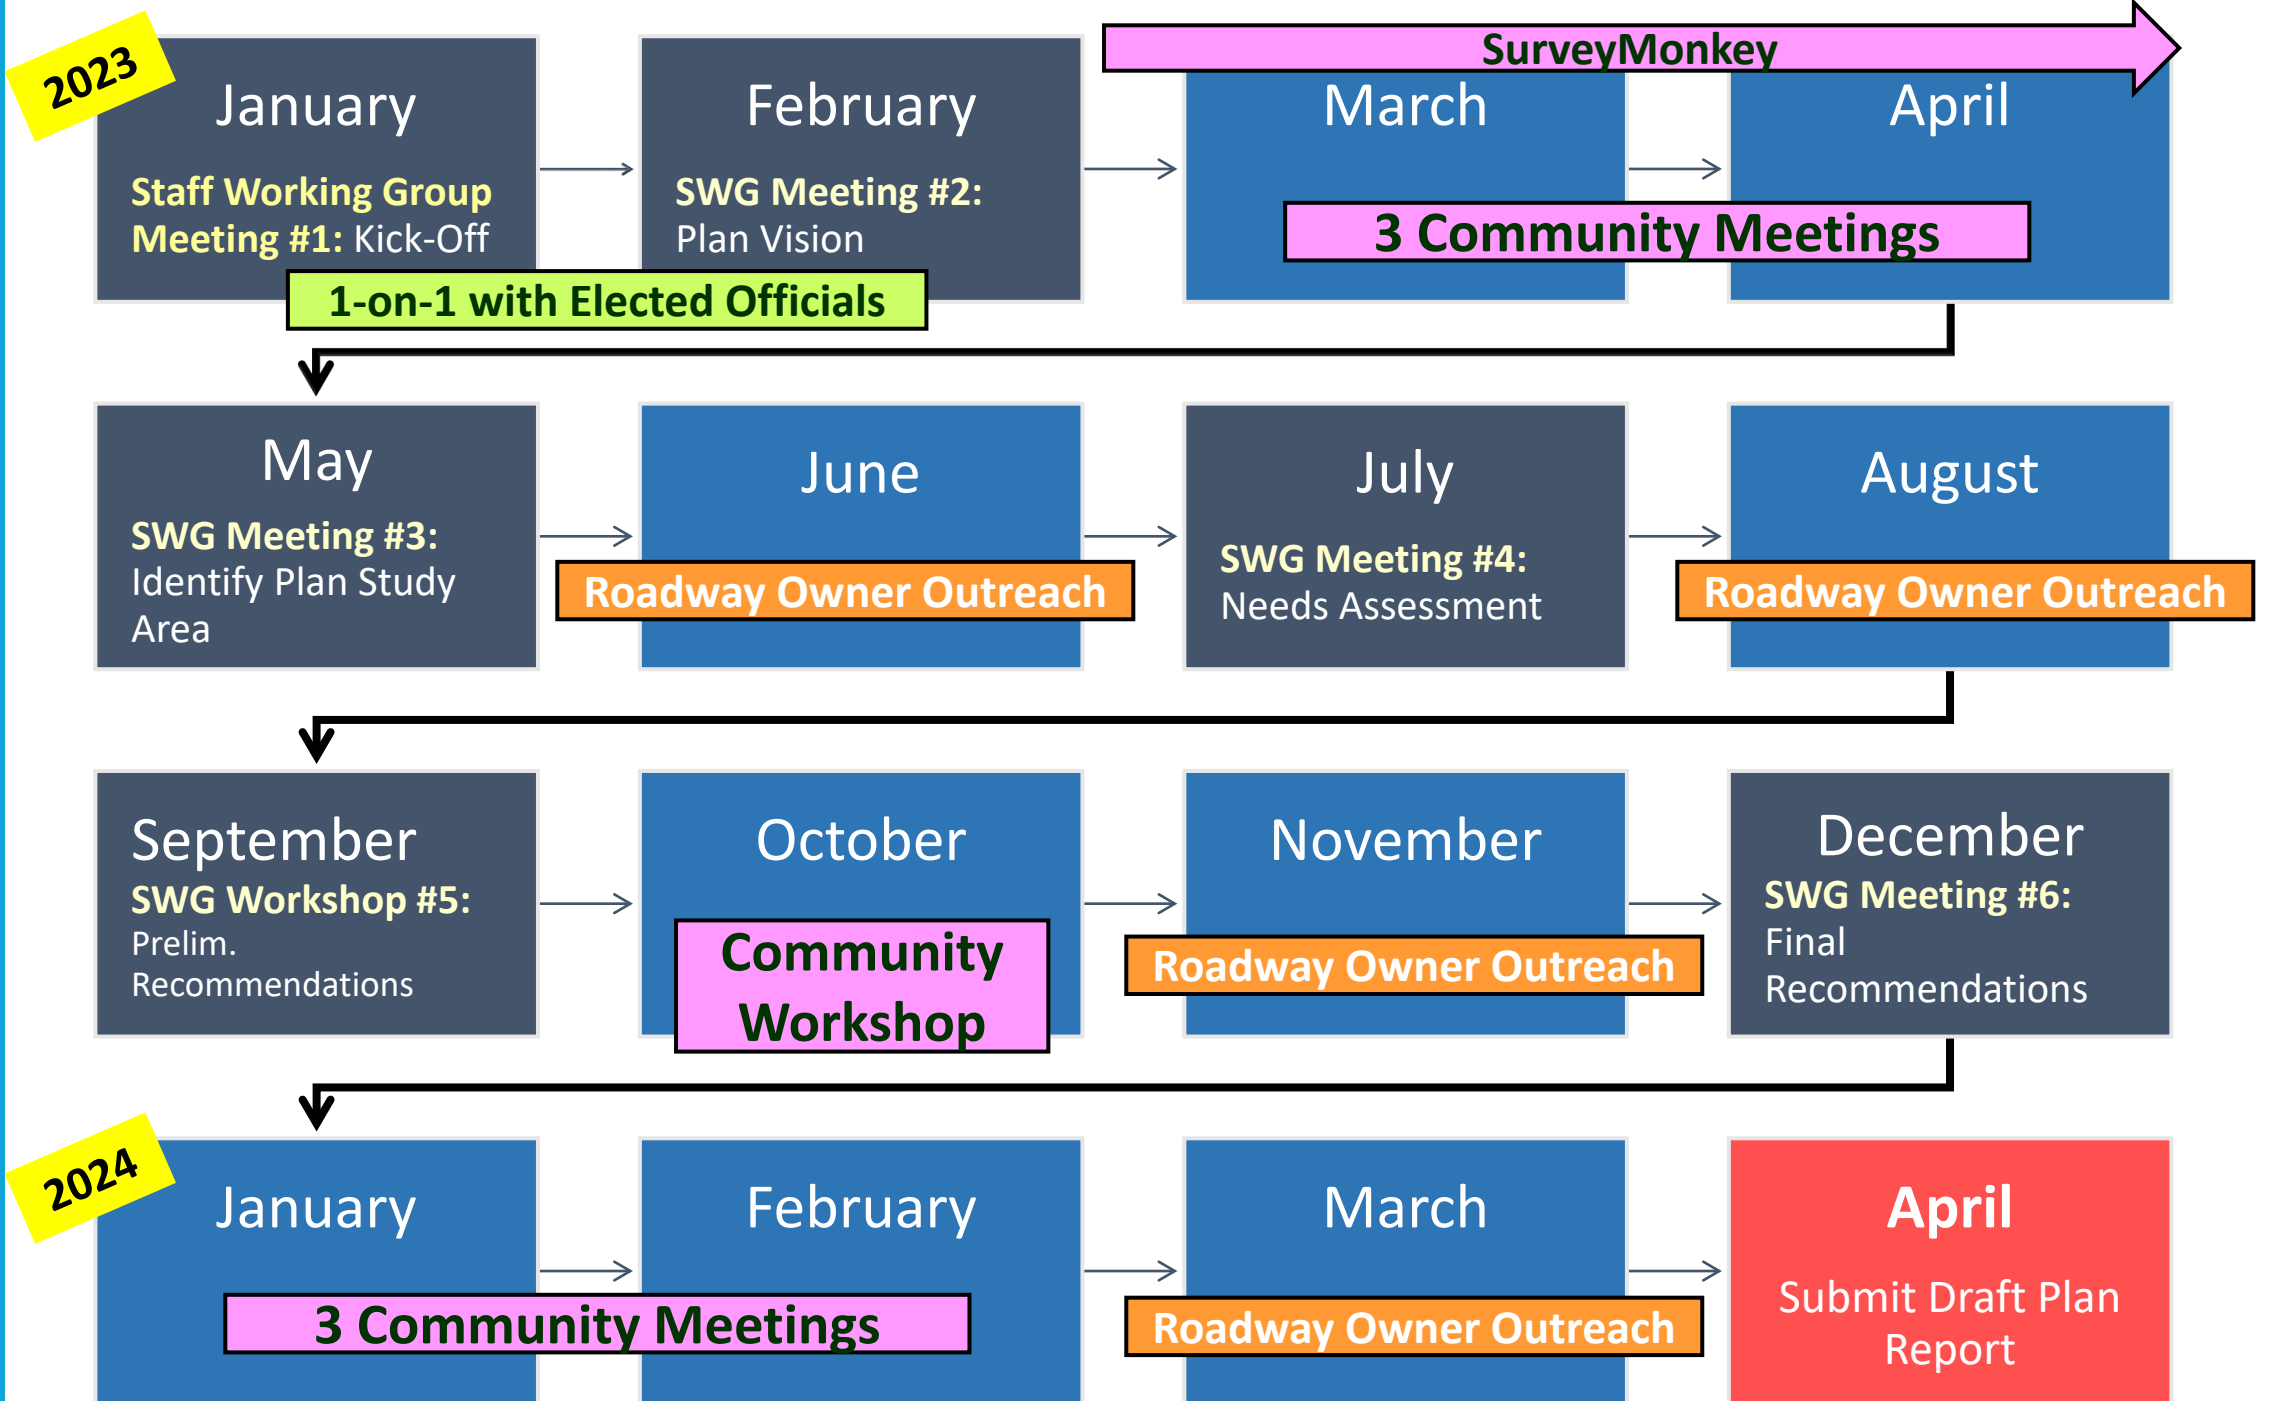 2023
SurveyMonkey
January
Staff Working Group
Meeting #1: Kick-Off
February
SWG Meeting #2:
Plan Vision
1-on-1 with Elected Officials
March
April
3 Community Meetings
May
SWG Meeting #3:
Identify Plan Study
Area
June
Roadway Owner Outreach
July
SWG Meeting #4:
Needs Assessment
August
Roadway Owner Outreach
September
SWG Workshop #5:
Prelim.
Recommendations
October
Community
Workshop
November
Roadway Owner Outreach
December
SWG Meeting #6:
Final
Recommendations
2024
January
February
3 Community Meetings
March
Roadway Owner Outreach
April
Submit Draft Plan
Report